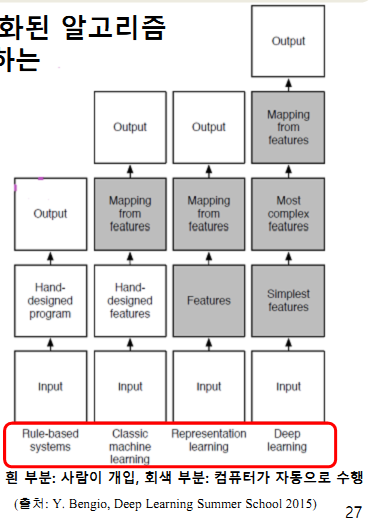 화된 알고리즘
하는
Output
Output
Output
Mapping
from
features
Output
Mapping
from
features
Mapping
from
features
Most
complex
features
Hand-
designed
program
Hand-
designed
features
Features
Simplest
features
Input
Input
Input
Input
Rule-based
systems
Classic
machine
learning
Representation
learning
Deep
learning
흰 부분: 사람이 개입, 회색 부분: 컴퓨터가 자동으로 수행
(출처: Y. Bengio, Deep Learning Summer School 2015)
27